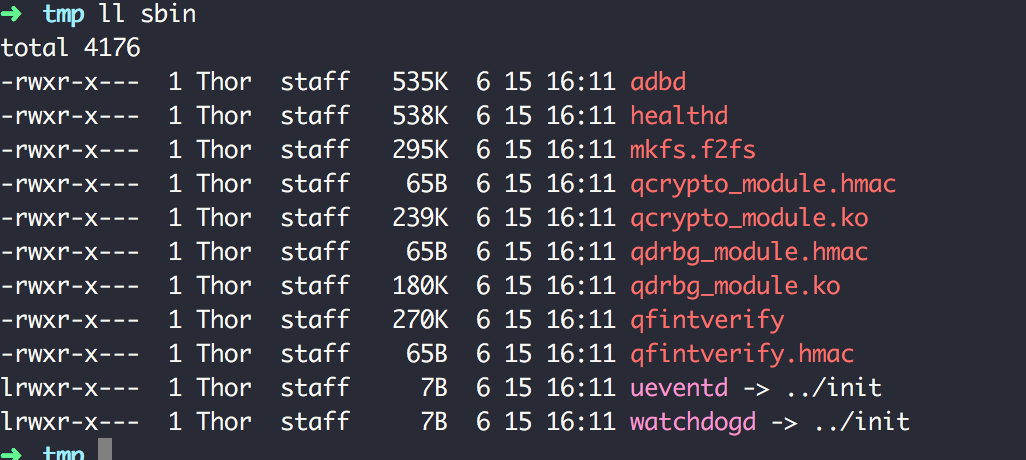 ➜  tmp ll sbin
total 4176
-rwxr-x---  1 Thor  staff   535K  6 15 16:11 adbd
-rwxr-x---  1 Thor  staff   538K  6 15 16:11 healthd
-rwxr-x---  1 Thor  staff   295K  6 15 16:11 mkfs.f2fs
-rwxr-x---  1 Thor  staff    65B  6 15 16:11 qcrypto_module.hmac
-rwxr-x---  1 Thor  staff   239K  6 15 16:11 qcrypto_module.ko
-rwxr-x---  1 Thor  staff    65B  6 15 16:11 qdrbg_module.hmac
-rwxr-x---  1 Thor  staff   180K  6 15 16:11 qdrbg_module.ko
-rwxr-x---  1 Thor  staff   270K  6 15 16:11 qfintverify
-rwxr-x---  1 Thor  staff    65B  6 15 16:11 qfintverify.hmac
lrwxr-x---  1 Thor  staff     7B  6 15 16:11 ueventd -> ../init
lrwxr-x---  1 Thor  staff     7B  6 15 16:11 watchdogd -> ../init
➜  tmp